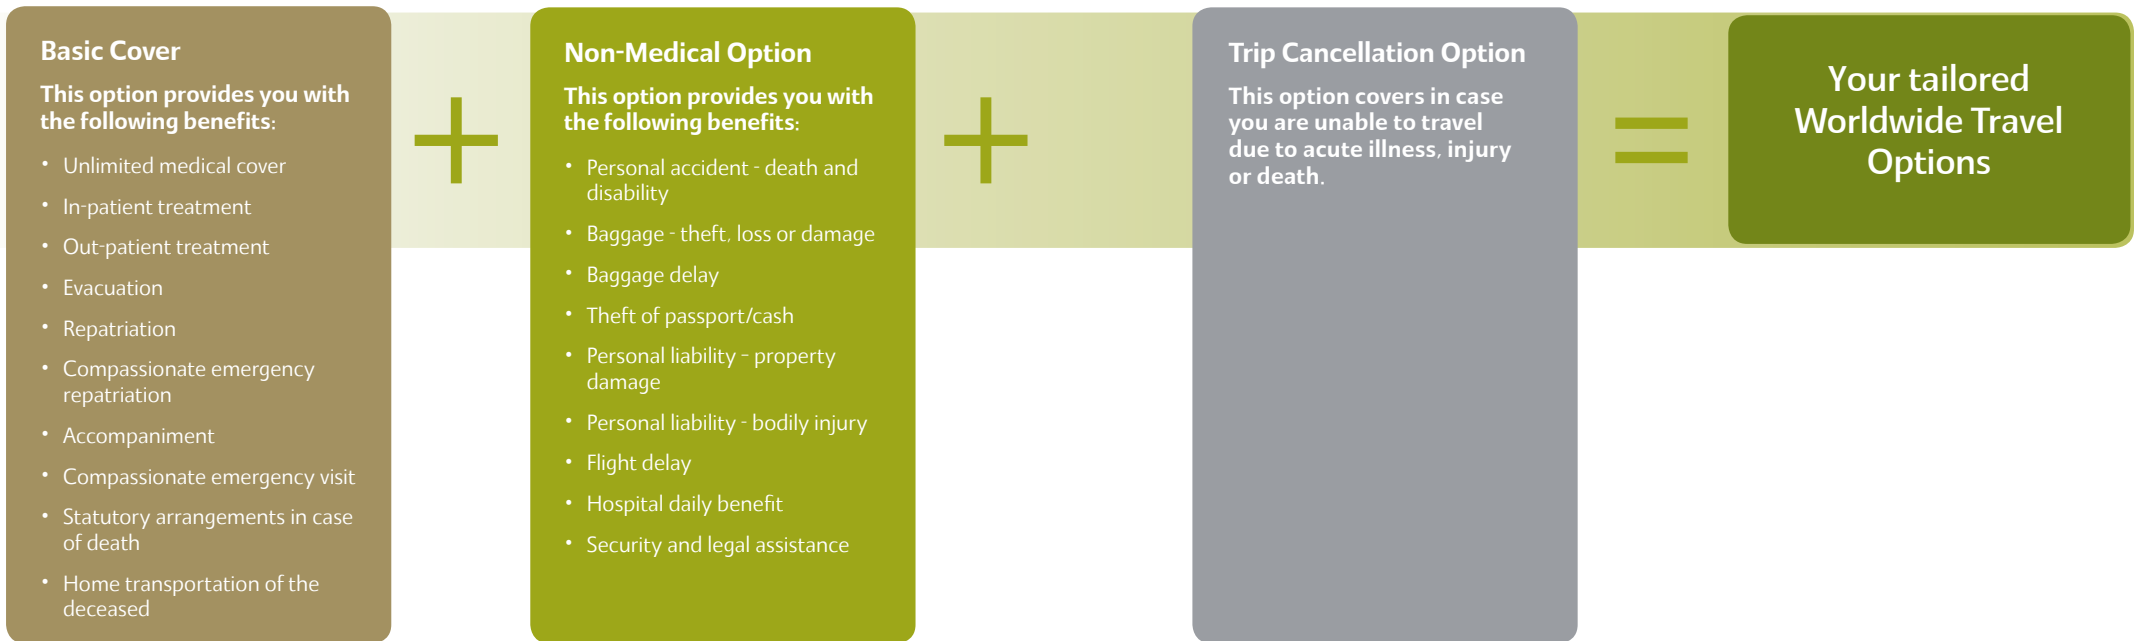 Basic Cover
This option provides you with
the following benefits:
• Unlimited medical cover
• In-patient treatment
• Out-patient treatment
• Evacuation
• Repatriation
• Compassionate emergency
repatriation
• Accompaniment
• Compassionate emergency visit
• Statutory arrangements in case
of death
• Home transportation of the
deceased
+
Non-Medical Option
This option provides you with
the following benefits:
• Personal accident - death and
disability
• Baggage - theft, loss or damage
• Baggage delay
• Theft of passport/cash
• Personal liability – property
damage
• Personal liability - bodily injury
• Flight delay
• Hospital daily benefit
• Security and legal assistance
+
Trip Cancellation Option
This option covers in case
you are unable to travel
due to acute illness, injury
or death.
=
Your tailored
Worldwide Travel
Options